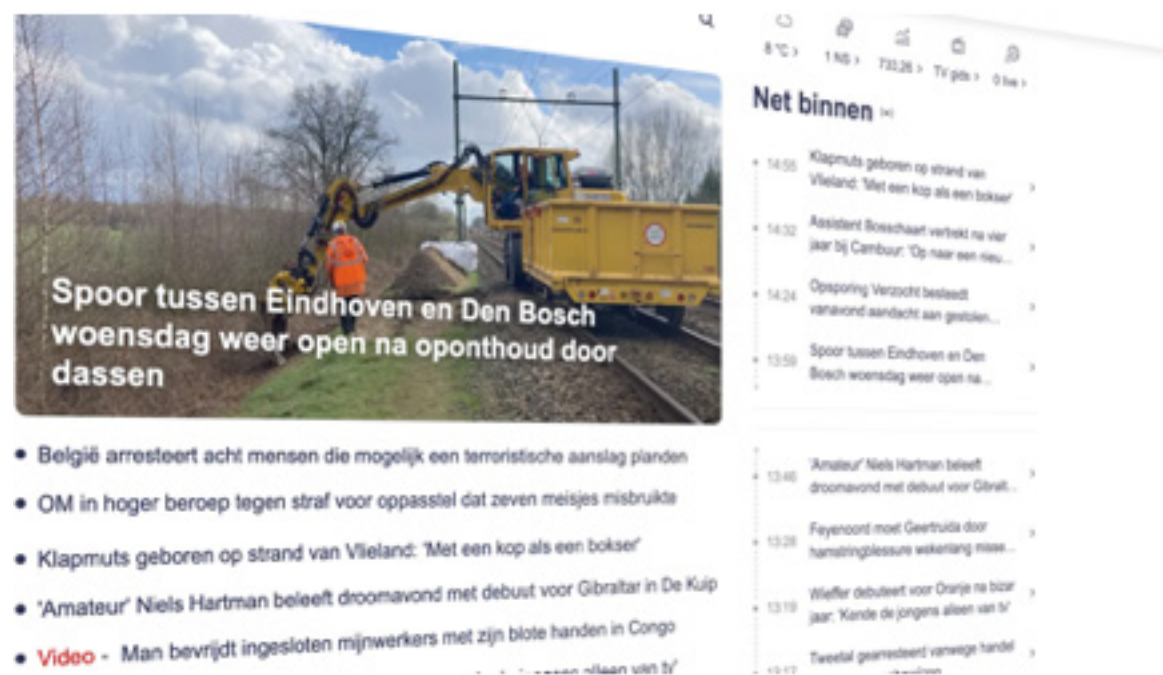 8 °C >
1 NS >
733,26 >
TV gids >
0 live >
Net binnen
Spoor tussen Eindhoven en Den Bosch
woensdag weer open na oponthoud door
dassen
België arresteert acht mensen die mogelijk een terroristische aanslag planden
OM in hoger beroep tegen straf voor oppasstel dat zeven meisjes misbruikte
Klapmuts geboren op strand van Vlieland: 'Met een kop als een bokser'
'Amateur' Niels Hartman beleeft droomavond met debuut voor Gibraltar in De Kuip
Video - Man bevrijdt ingesloten mijnwerkers met zijn blote handen in Congo
alleen van tv'
14:55
Klapmuts geboren op strand van
Vlieland: 'Met een kop als een bokser'
14:32
Assistent Bosschaart vertrekt na vier
jaar bij Cambuur: 'Op naar een nieu...
14:24
Opsporing Verzocht besteedt
vanavond aandacht aan gestolen...
13:59
Spoor tussen Eindhoven en Den
Bosch woensdag weer open na...
13:46
'Amateur' Niels Hartman beleeft
droomavond met debuut voor Gibralt...
13:28
Feyenoord moet Geertruida door
hamstringblessure wekenlang misse...
13:19
Wieffer debuteert voor Oranje na bizar
jaar: 'Kende de jongens alleen van tv'
13:17
Tweetal gearresteerd vanwege handel